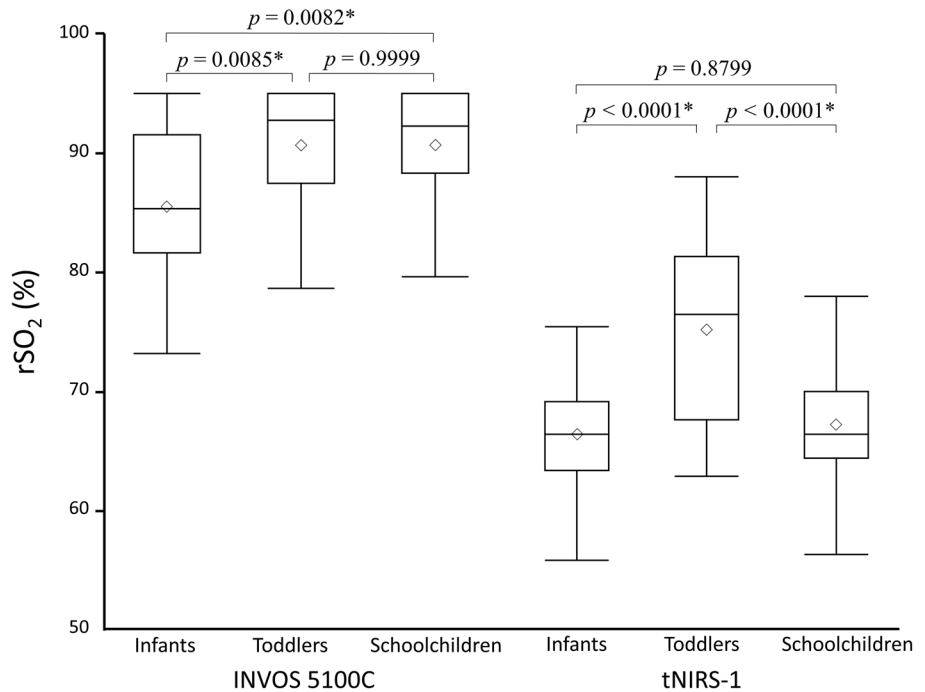 p = 0.0082*
p = 0.0085*
p = 0.9999
p = 0.8799
p < 0.0001*
p < 0.0001*
rSO₂ (%)
100
90
80
70
60
50
Infants
Toddlers
Schoolchildren
Infants
Toddlers
Schoolchildren
INVOS 5100C
tNIRS-1